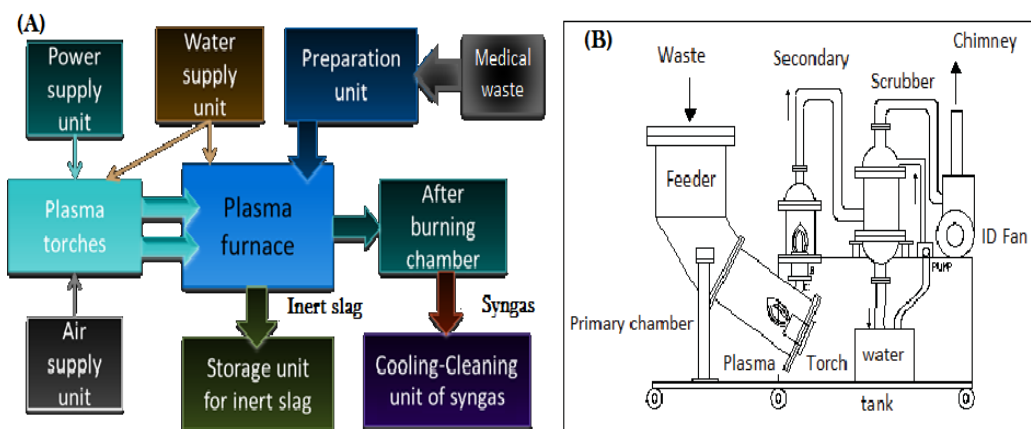 (A)
Power
supply
unit
Water
supply unit
Preparation
unit
Medical
waste
Plasma
torches
Plasma
furnace
After
burning
chamber
Inert slag
Syngas
Air
supply
unit
Storage unit
for inert slag
Cooling-Cleaning
unit of syngas
(B)
Chimney
Waste
Secondary
Scrubber
Feeder
ID Fan
PUMP
Primary chamber
Plasma
Torch
water
tank